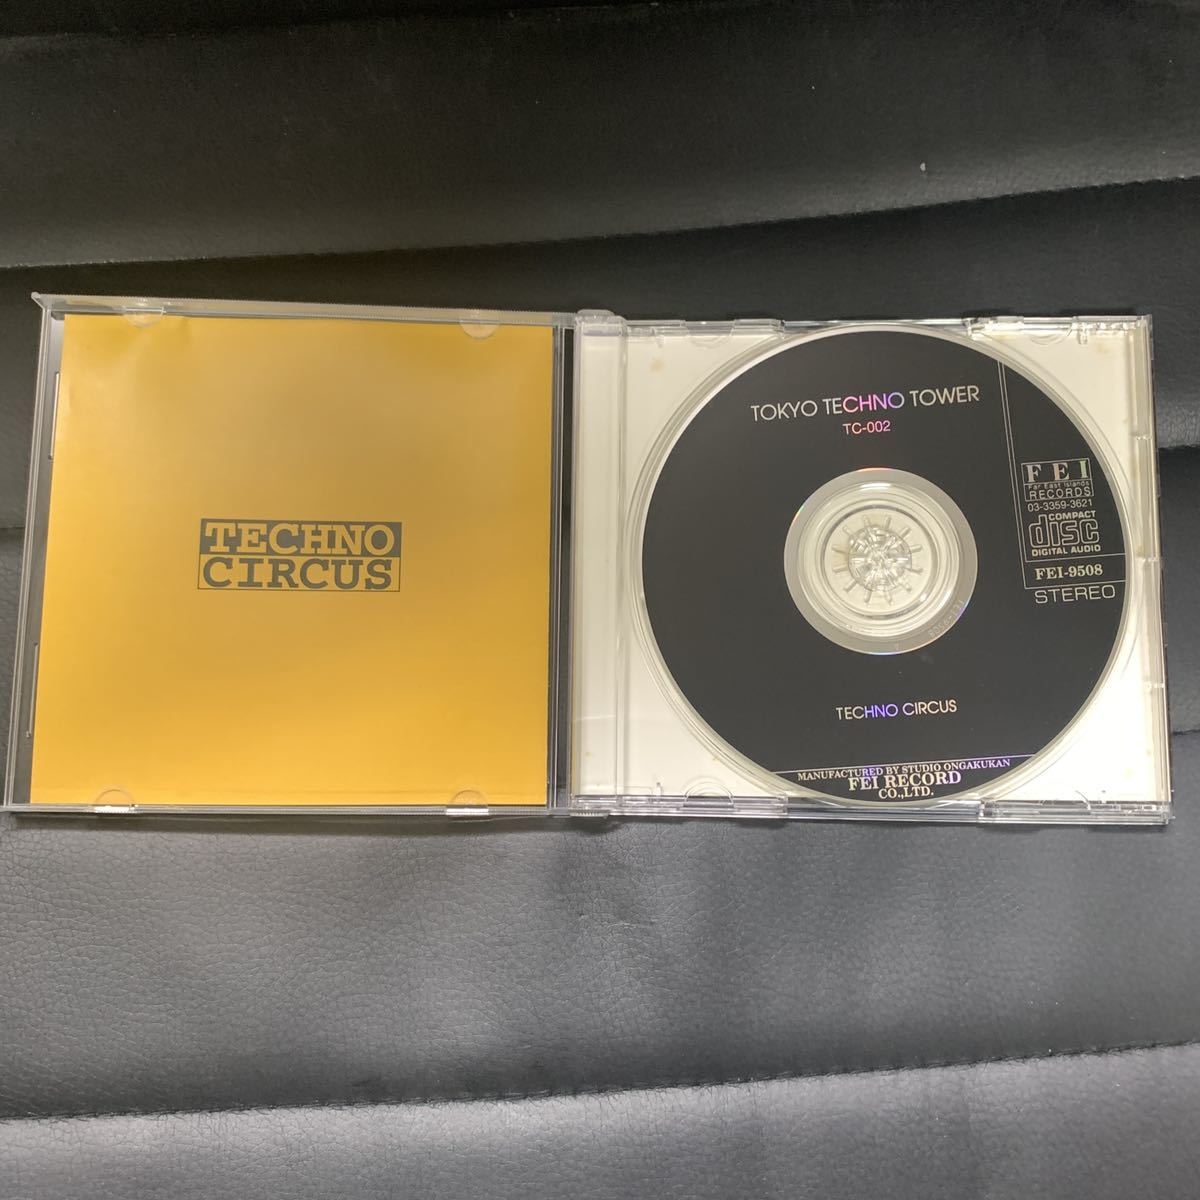 TECHNO
CIRCUS
TOKYO TECHNO TOWER
TC-002
FEI
Far East Islands
RECORDS
03-3359-3621
COMPACT
disc
DIGITAL AUDIO
FEI-9508
STEREO
TECHNO CIRCUS
MANUFACTURED BY STUDIO ONGAKUKAN
FEI RECORD
CO.,LTD.